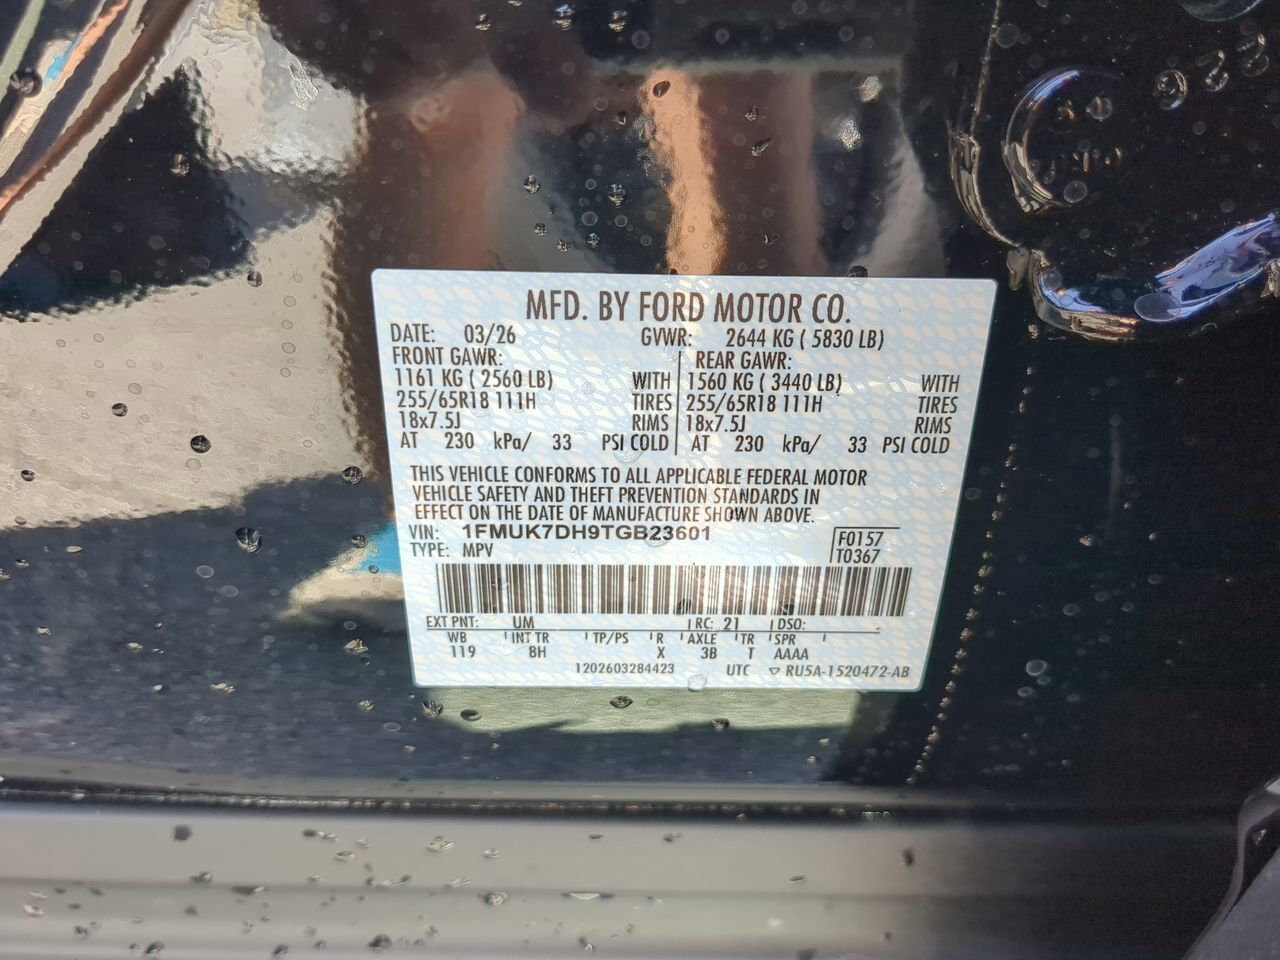 MFD. BY FORD MOTOR CO.
DATE: 03/26 GVWR: 2644 KG ( 5830 LB)
FRONT GAWR: REAR GAWR:
1161 KG ( 2560 LB) WITH 1560 KG ( 3440 LB) WITH
255/65R18 111H TIRES 255/65R18 111H TIRES
18x7.5J RIMS 18x7.5J RIMS
AT 230 kPa/ 33 PSI COLD AT 230 kPa/ 33 PSI COLD
THIS VEHICLE CONFORMS TO ALL APPLICABLE FEDERAL MOTOR
VEHICLE SAFETY AND THEFT PREVENTION STANDARDS IN
EFFECT ON THE DATE OF MANUFACTURE SHOWN ABOVE.
VIN: 1FMUK7DH9TGB23601 F0157
TYPE: MPV T0367
EXT PNT: UM RC: 21 DSO:
WB INT TR TP/PS R AXLE TR SPR
119 8H X 3B T AAAA
1202603284423 UTC ▽ RU5A-1520472-AB